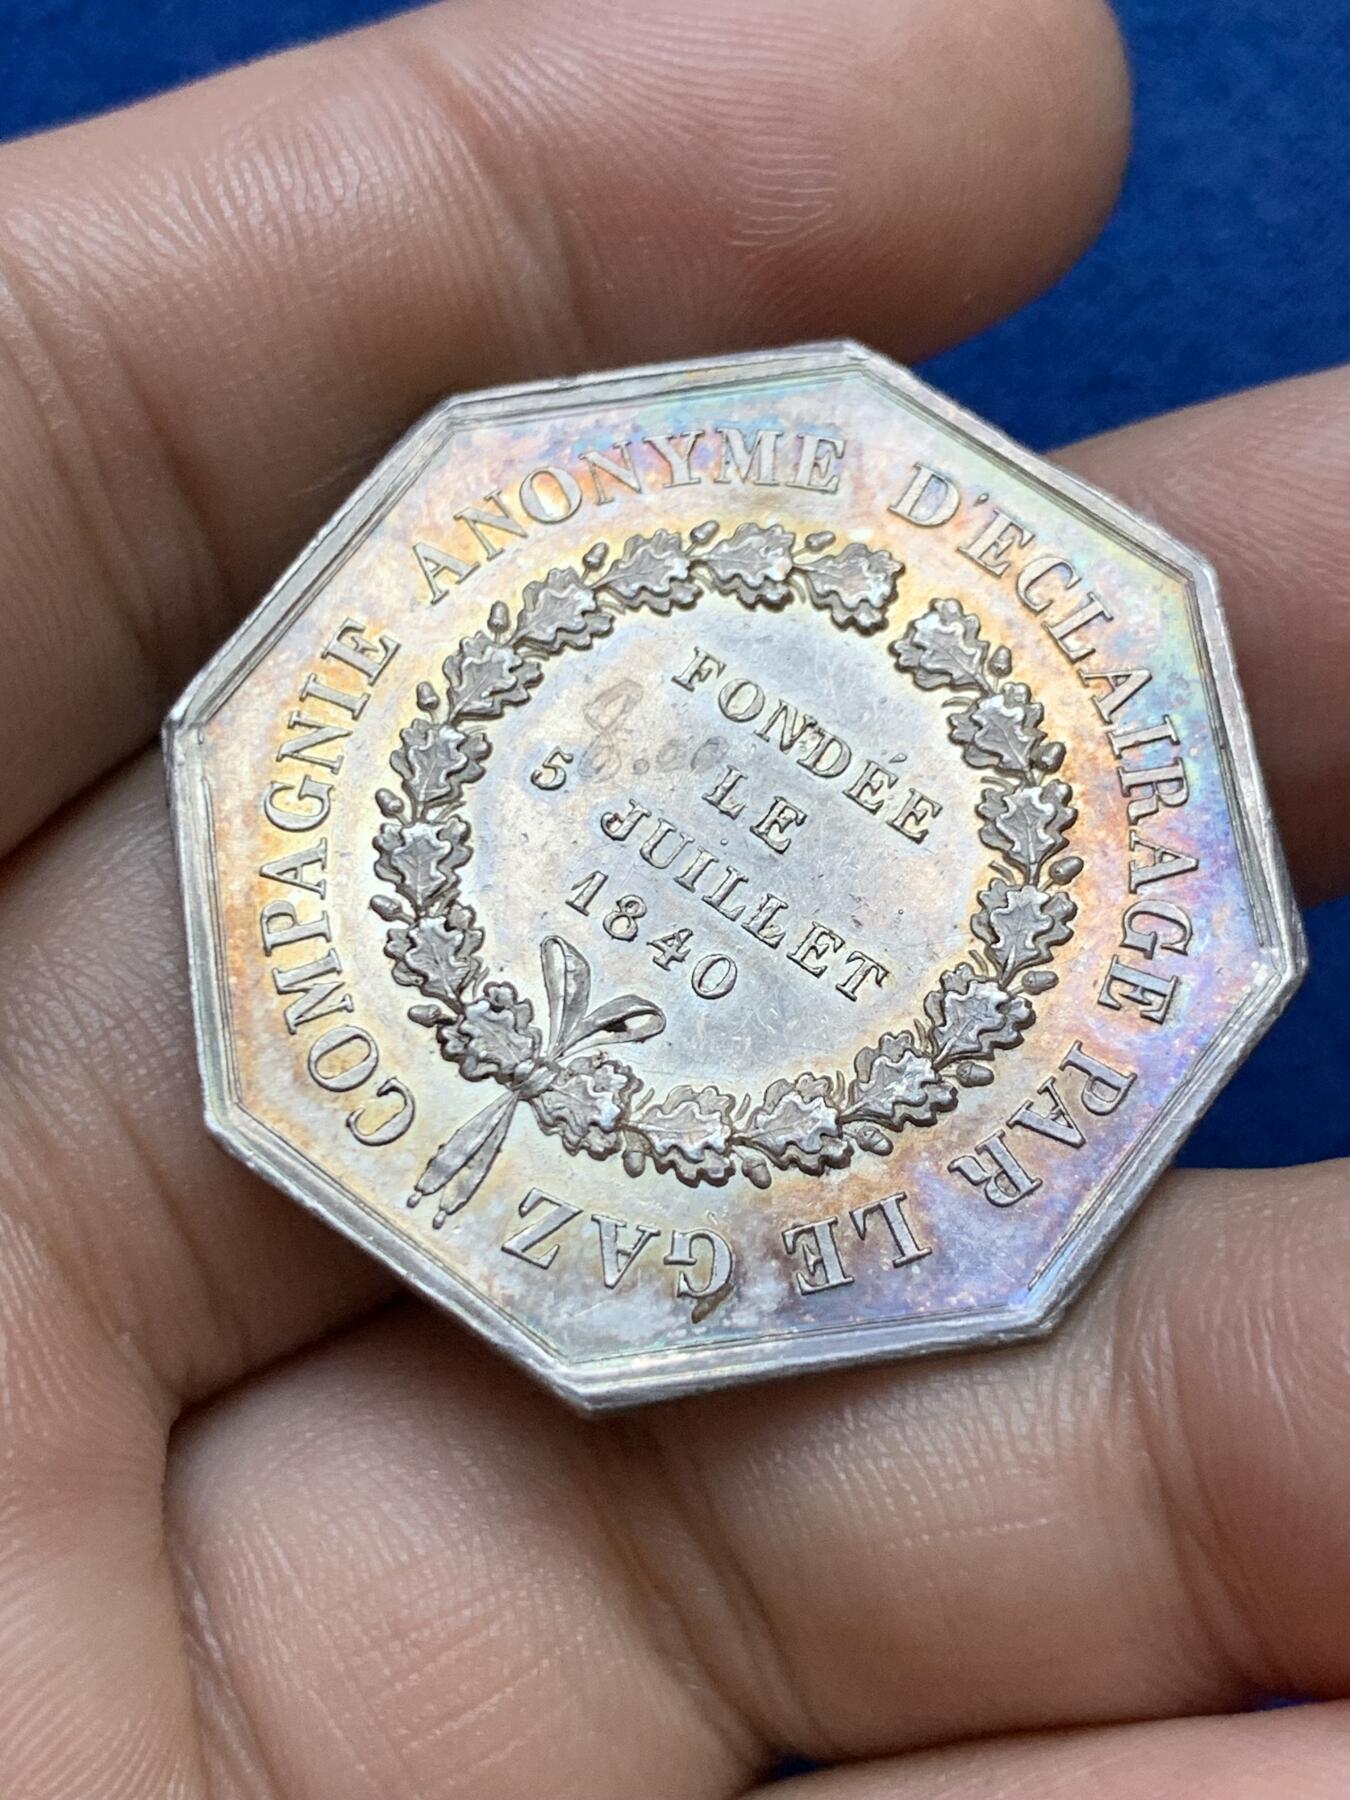 COMPAGNIE ANONYME D'ECLAIRAGE PAR LE GAZ
FONDÉE
LE
5 JUILLET
1840